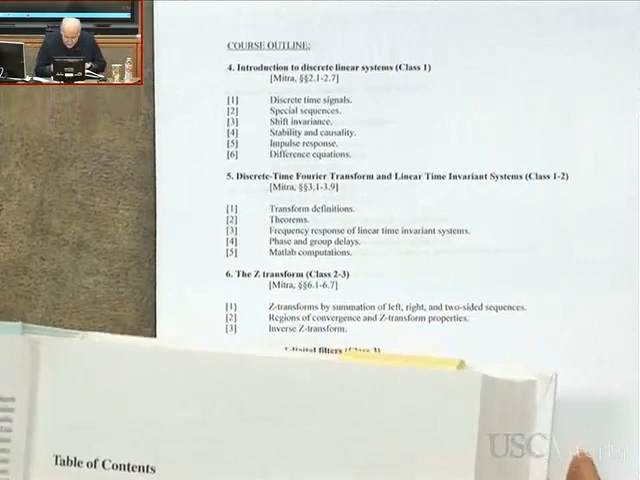 COURSE OUTLINE:
4. Introduction to discrete linear systems (Class 1)
[Mitra, §§2.1-2.7]
[1] Discrete time signals.
[2] Special sequences.
[3] Shift invariance.
[4] Stability and causality.
[5] Impulse response.
[6] Difference equations.
5. Discrete-Time Fourier Transform and Linear Time Invariant Systems (Class 1-2)
[Mitra, §§3.1-3.9]
[1] Transform definitions.
[2] Theorems.
[3] Frequency response of linear time invariant systems.
[4] Phase and group delays.
[5] Matlab computations.
6. The Z transform (Class 2-3)
[Mitra, §§6.1-6.7]
[1] Z-transforms by summation of left, right, and two-sided sequences.
[2] Regions of convergence and Z-transform properties.
[3] Inverse Z-transform.
filters
Table of Contents
USC Viterbi